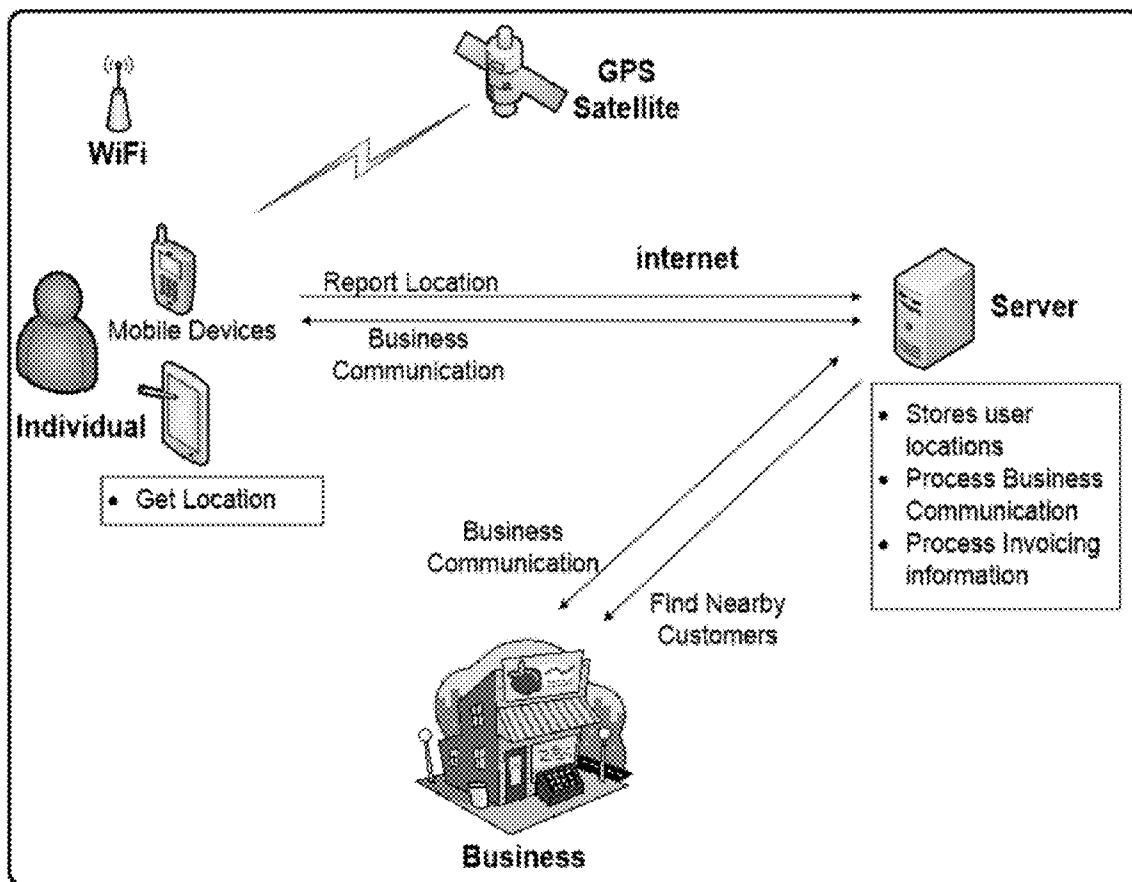 WiFi
GPS
Satellite
internet
Report Location
Server
Mobile Devices
Business
Communication
Individual
• Get Location
• Stores user
locations
• Process Business
Communication
• Process Invoicing
information
Business
Communication
Find Nearby
Customers
Business